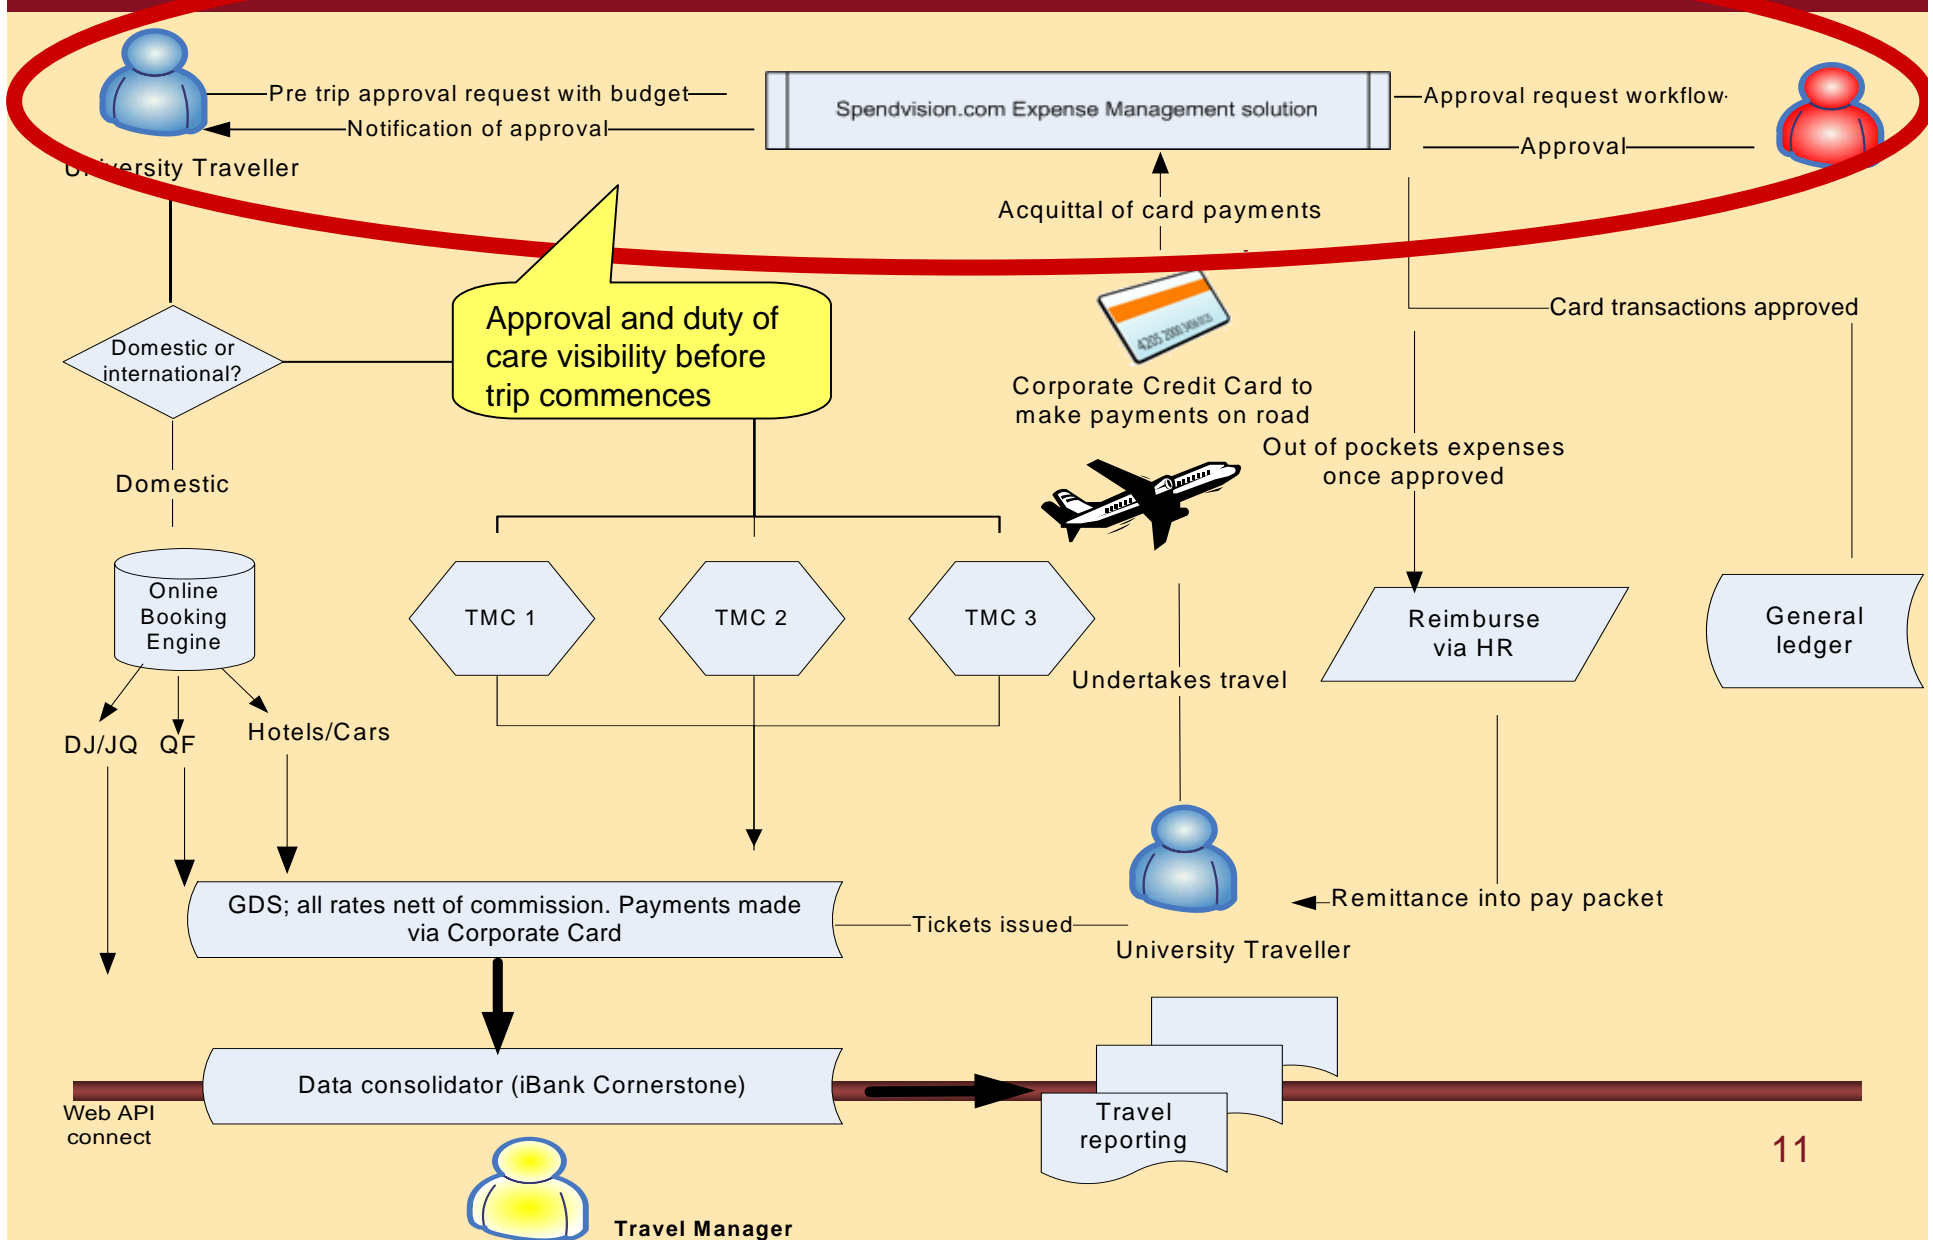 Pre trip approval request with budget
Notification of approval
University Traveller
Spendvision.com Expense Management solution
Approval request workflow
Approval
Acquittal of card payments
Card transactions approved
Approval and duty of
care visibility before
trip commences
Domestic or
international?
4205 2000
Corporate Credit Card to
make payments on road
Out of pockets expenses
once approved
Domestic
Online
Booking
Engine
TMC 1
TMC 2
TMC 3
Reimburse
via HR
General
ledger
Undertakes travel
DJ/JQ
QF
Hotels/Cars
GDS; all rates nett of commission. Payments made
via Corporate Card
Tickets issued
Remittance into pay packet
University Traveller
Data consolidator (iBank Cornerstone)
Web API
connect
Travel
reporting
11
Travel Manager